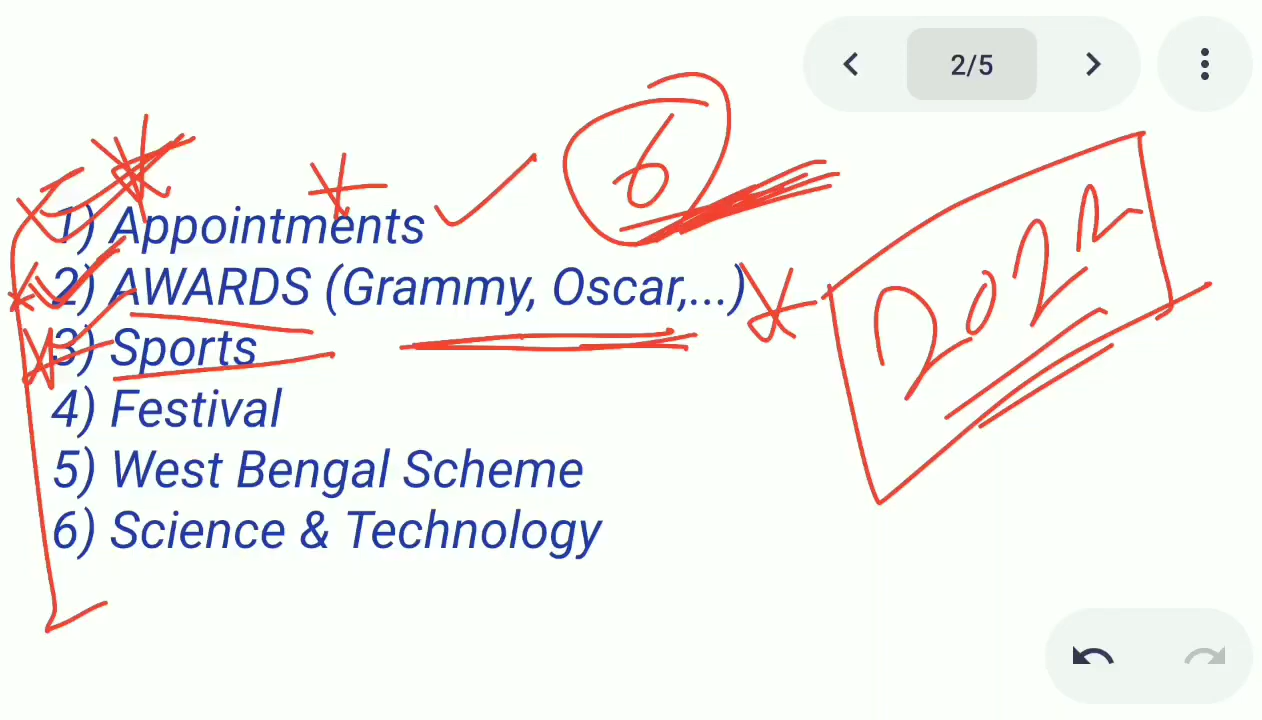 2/5
6
2022
1) Appointments
2) AWARDS (Grammy, Oscar,...)
3) Sports
4) Festival
5) West Bengal Scheme
6) Science & Technology